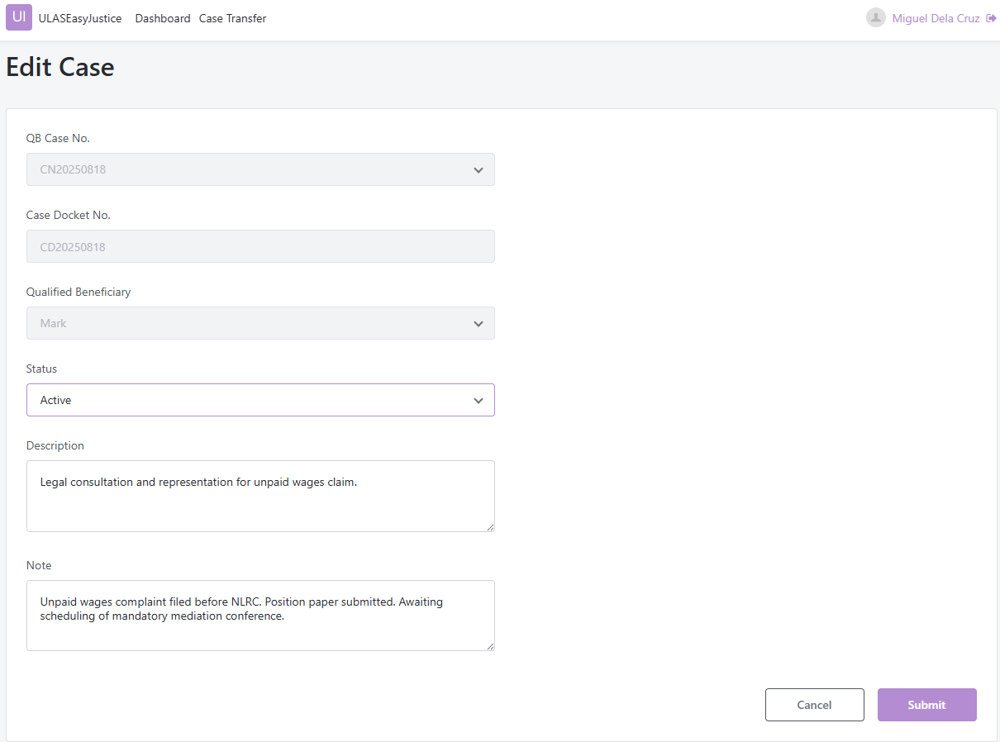 UI ULASEasyJustice Dashboard Case Transfer Miguel Dela Cruz
Edit Case
QB Case No.
CN20250818
Case Docket No.
CD20250818
Qualified Beneficiary
Mark
Status
Active
Description
Legal consultation and representation for unpaid wages claim.
Note
Unpaid wages complaint filed before NLRC. Position paper submitted. Awaiting
scheduling of mandatory mediation conference.
Cancel Submit